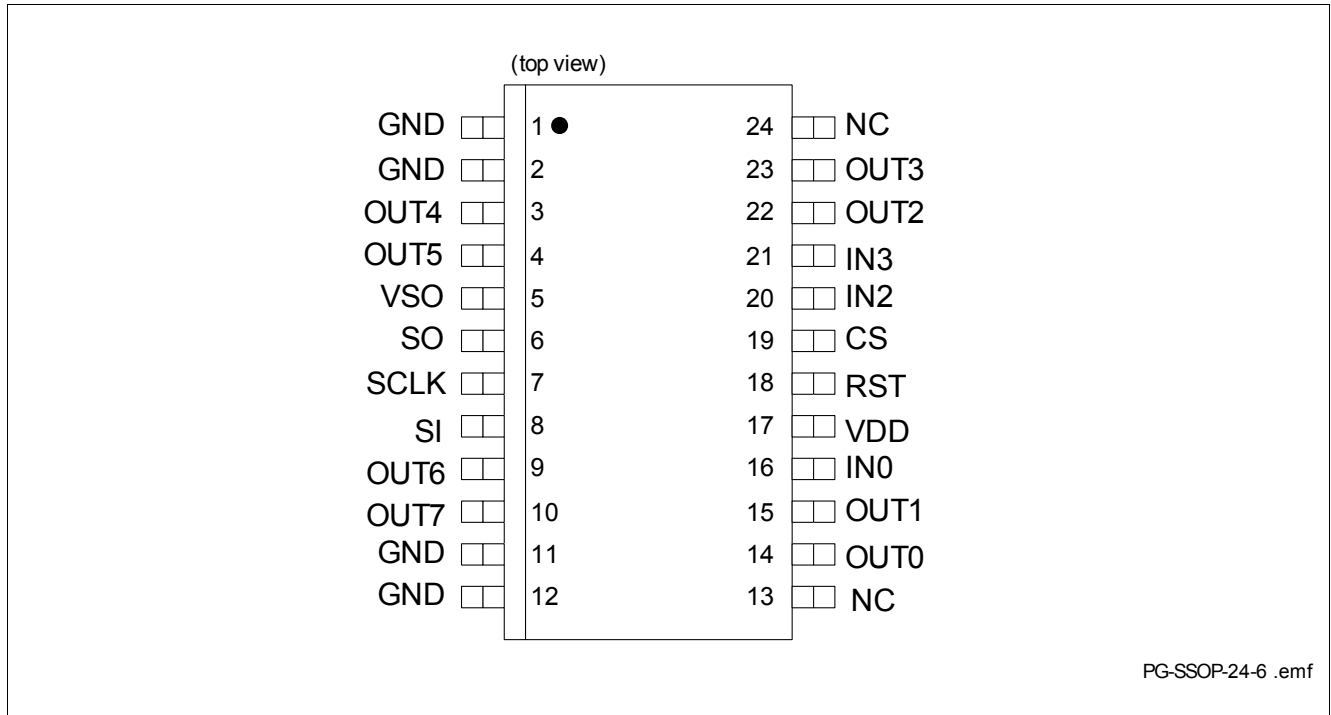 (top view)
GND 1 24 NC
GND 2 23 OUT3
OUT4 3 22 OUT2
OUT5 4 21 IN3
VSO 5 20 IN2
SO 6 19 CS
SCLK 7 18 RST
SI 8 17 VDD
OUT6 9 16 IN0
OUT7 10 15 OUT1
GND 11 14 OUT0
GND 12 13 NC
PG-SSOP-24-6 .emf